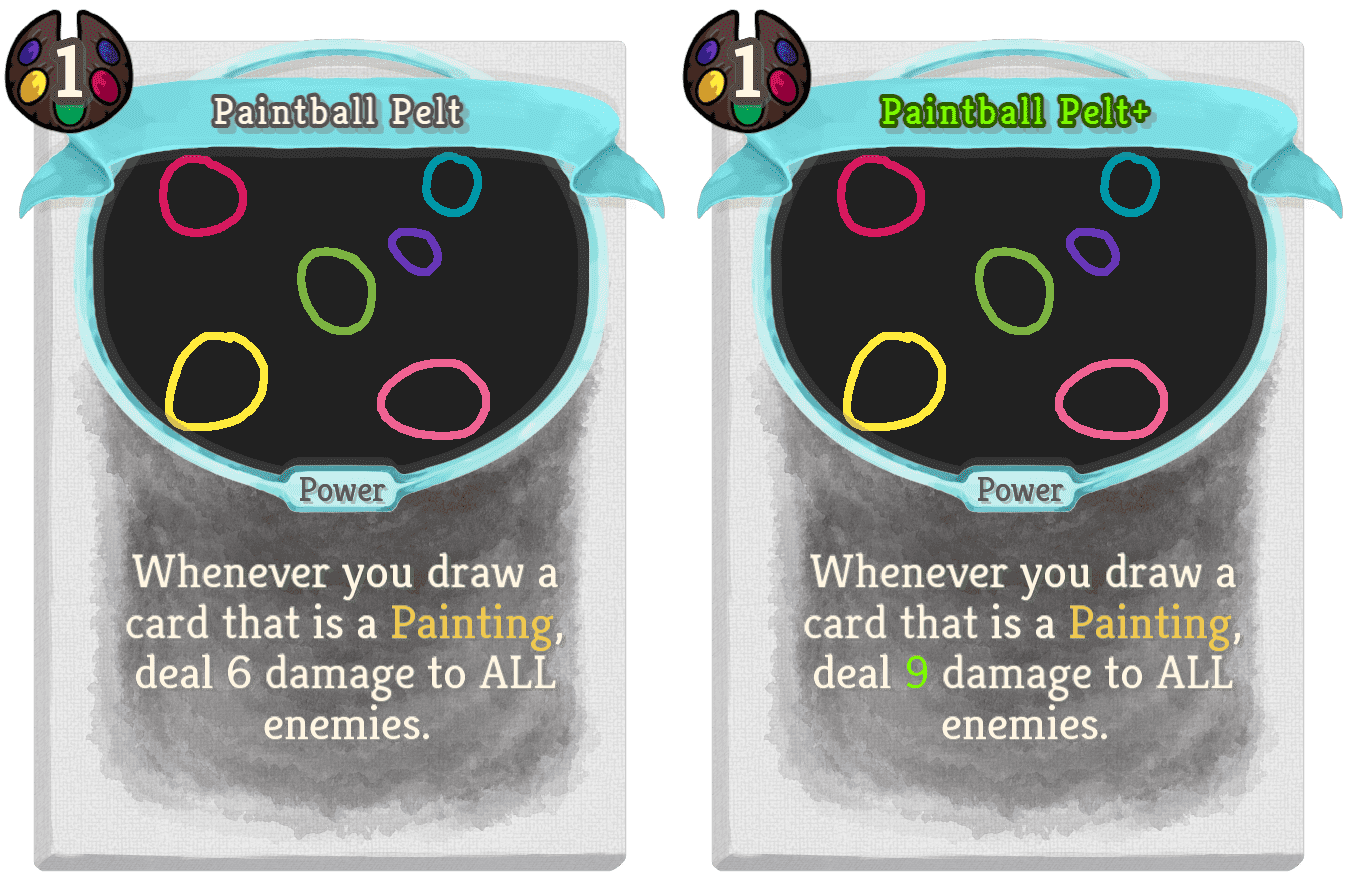 1
Paintball Pelt
Power
Whenever you draw a
card that is a Painting,
deal 6 damage to ALL
enemies.
1
Paintball Pelt+
Power
Whenever you draw a
card that is a Painting,
deal 9 damage to ALL
enemies.